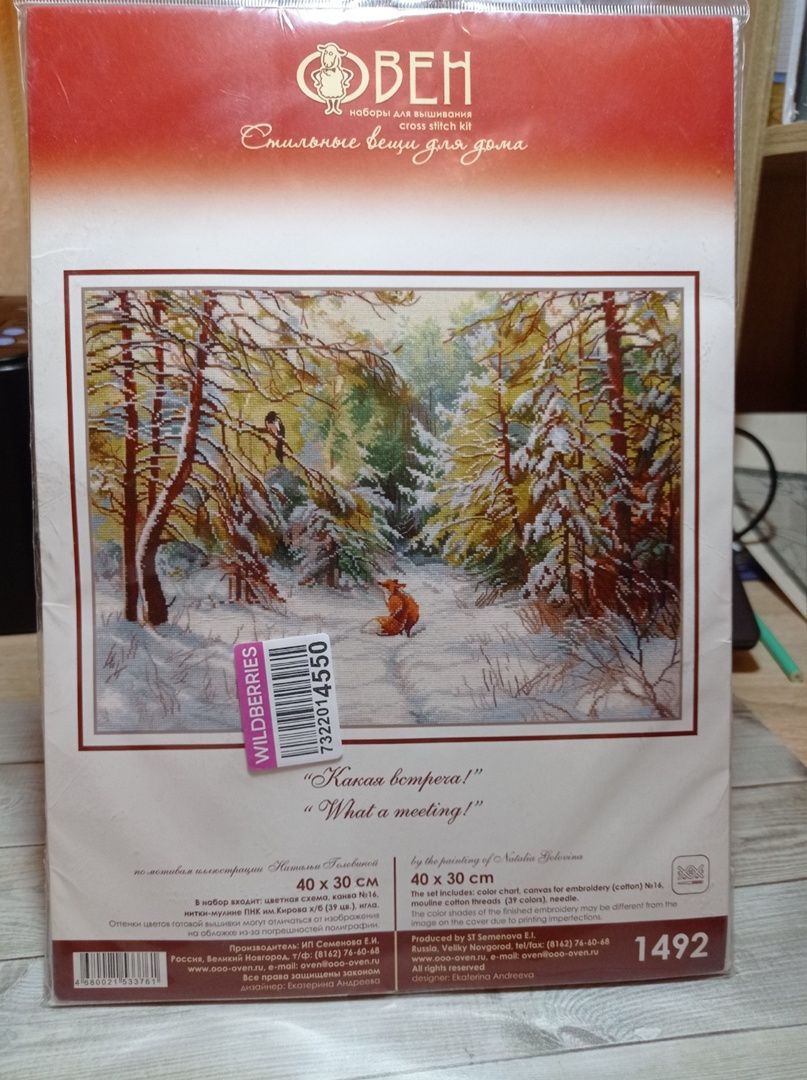 ОВЕН
наборы для вышивания
cross stitch kit
Стильные вещи для дома
WILDBERRIES
7322014550
“Какая встреча!”
“What a meeting!”
по мотивам иллюстрации Натальи Головиной
40 х 30 см
В набор входит: цветная схема, канва №16,
нитки-мулине ПНК им.Кирова х/б (39 цв.), игла.
Оттенки цветов готовой вышивки могут отличаться от изображения
на обложке из-за погрешностей полиграфии.
by the painting of Natalia Golovina
40 x 30 cm
The set includes: color chart, canvas for embroidery (cotton) №16,
mouline cotton threads (39 colors), needle.
The color shades of the finished embroidery may be different from the
image on the cover due to printing imperfections.
4 680021 533761
Производитель: ИП Семенова Е.И.
Россия, Великий Новгород, т/ф: (8162) 76-60-68
www.ooo-oven.ru, e-mail: oven@ooo-oven.ru
Все права защищены законом
дизайнер: Екатерина Андреева
Produced by ST Semenova E.I.
Russia, Veliky Novgorod, tel/fax: (8162) 76-60-68
www.ooo-oven.ru, e-mail: oven@ooo-oven.ru
All rights reserved
designer: Ekaterina Andreeva
1492